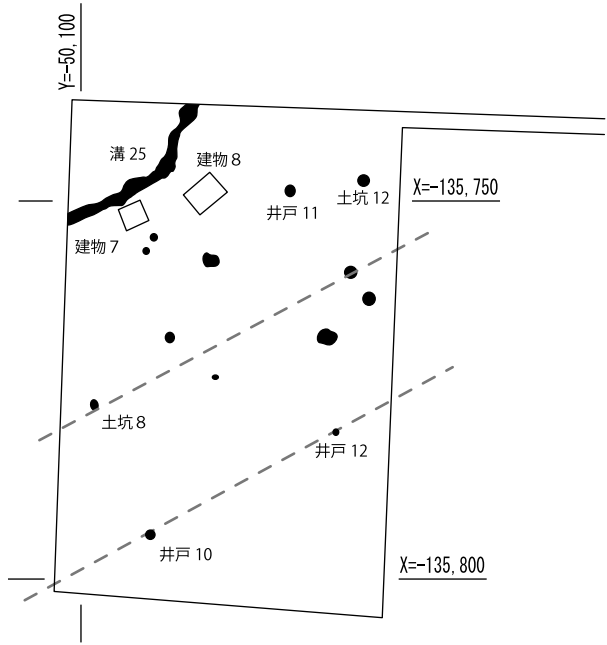 Y=-50,100
溝 25
建物 8
井戸 11
土坑 12
X=-135,750
建物 7
土坑 8
井戸 12
井戸 10
X=-135,800